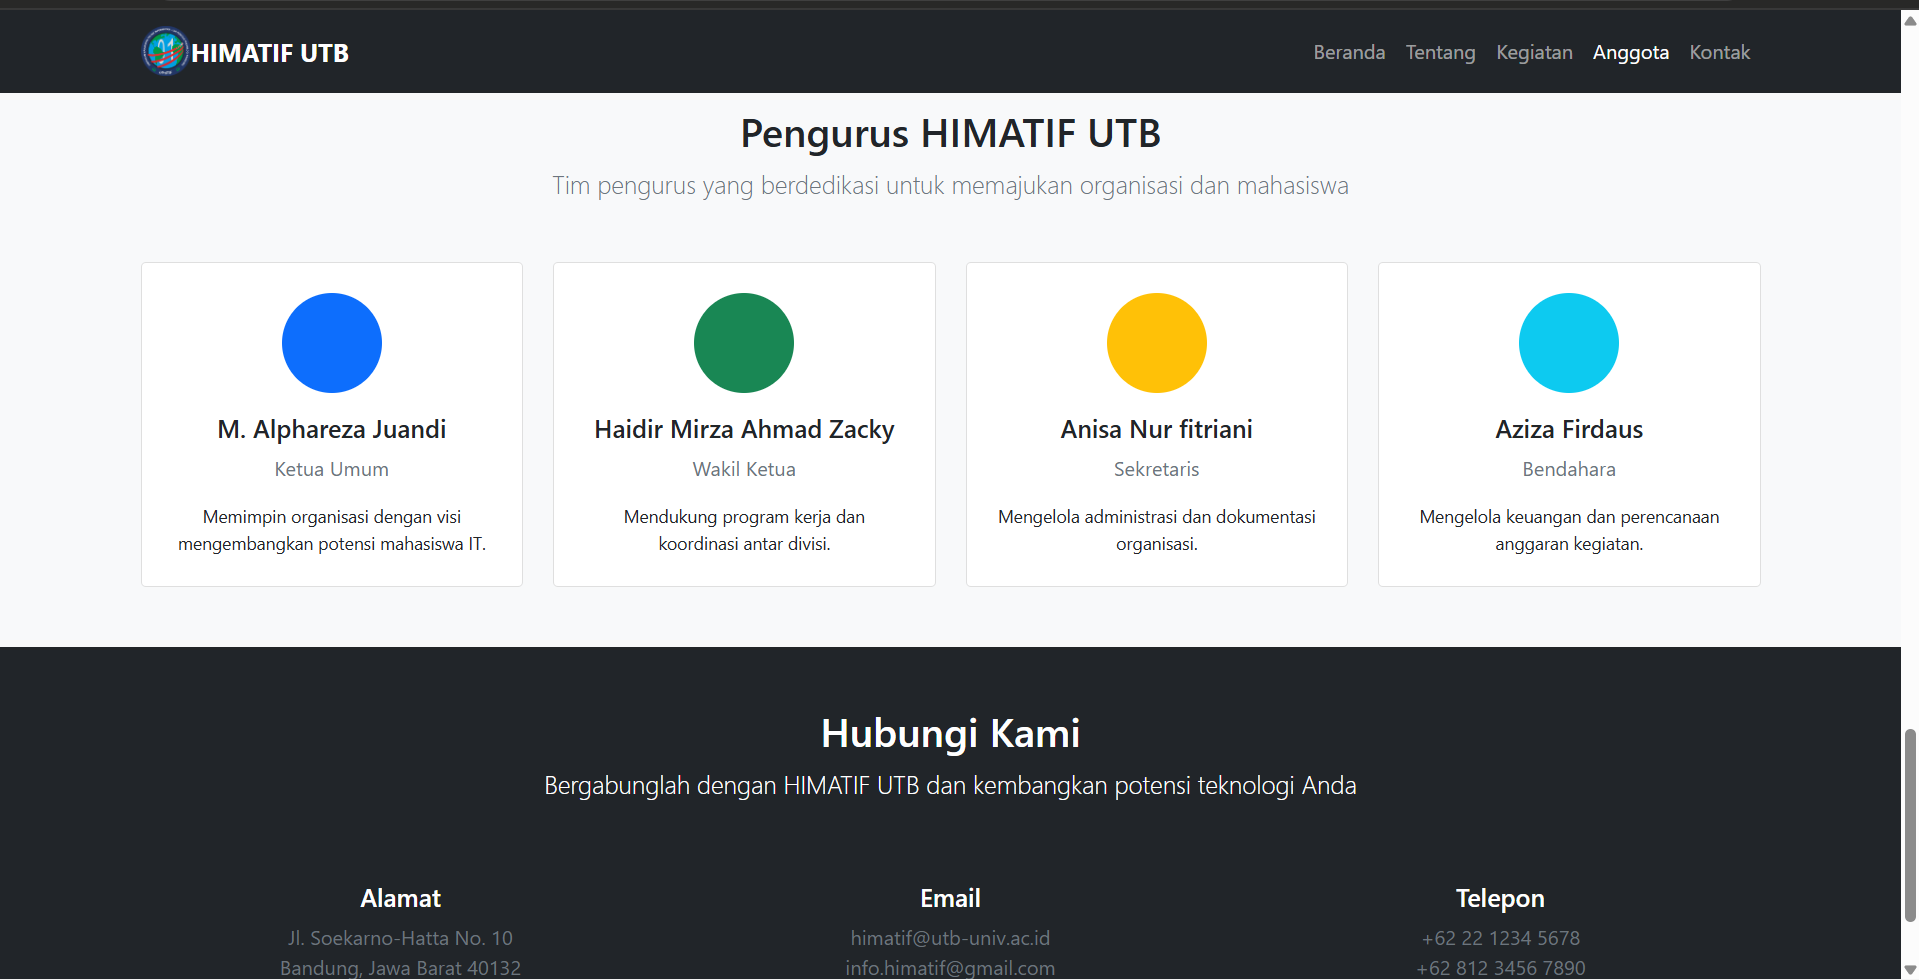 HIMATIF UTB
Beranda Tentang Kegiatan Anggota Kontak
Pengurus HIMATIF UTB
Tim pengurus yang berdedikasi untuk memajukan organisasi dan mahasiswa
M. Alphareza Juandi
Ketua Umum
Memimpin organisasi dengan visi
mengembangkan potensi mahasiswa IT.
Haidir Mirza Ahmad Zacky
Wakil Ketua
Mendukung program kerja dan
koordinasi antar divisi.
Anisa Nur fitriani
Sekretaris
Mengelola administrasi dan dokumentasi
organisasi.
Aziza Firdaus
Bendahara
Mengelola keuangan dan perencanaan
anggaran kegiatan.
Hubungi Kami
Bergabunglah dengan HIMATIF UTB dan kembangkan potensi teknologi Anda
Alamat
Jl. Soekarno-Hatta No. 10
Bandung, Jawa Barat 40132
Email
himatif@utb-univ.ac.id
info.himatif@gmail.com
Telepon
+62 22 1234 5678
+62 812 3456 7890